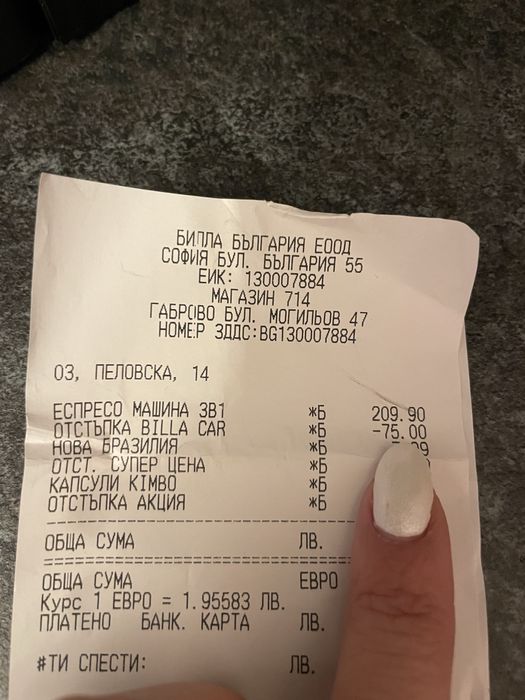 БИЛЛА БЪЛГАРИЯ ЕООД
СОФИЯ БУЛ. БЪЛГАРИЯ 55
ЕИК: 130007884
МАГАЗИН 714
ГАБРОВО БУЛ. МОГИЛЬОВ 47
НОМЕР ЗДДС:BG130007884
03, ПЕЛОВСКА, 14
ЕСПРЕСО МАШИНА 3В1 *Б 209.90
ОТСТЪПКА BILLA CAR *Б -75.00
НОВА БРАЗИЛИЯ *Б
ОТСТ. СУПЕР ЦЕНА *Б
КАПСУЛИ KIMBO *Б
ОТСТЪПКА АКЦИЯ *Б
ОБЩА СУМА ЛВ.
ОБЩА СУМА ЕВРО
Курс 1 ЕВРО = 1.95583 ЛВ.
ПЛАТЕНО БАНК. КАРТА ЛВ.
#ТИ СПЕСТИ: ЛВ.